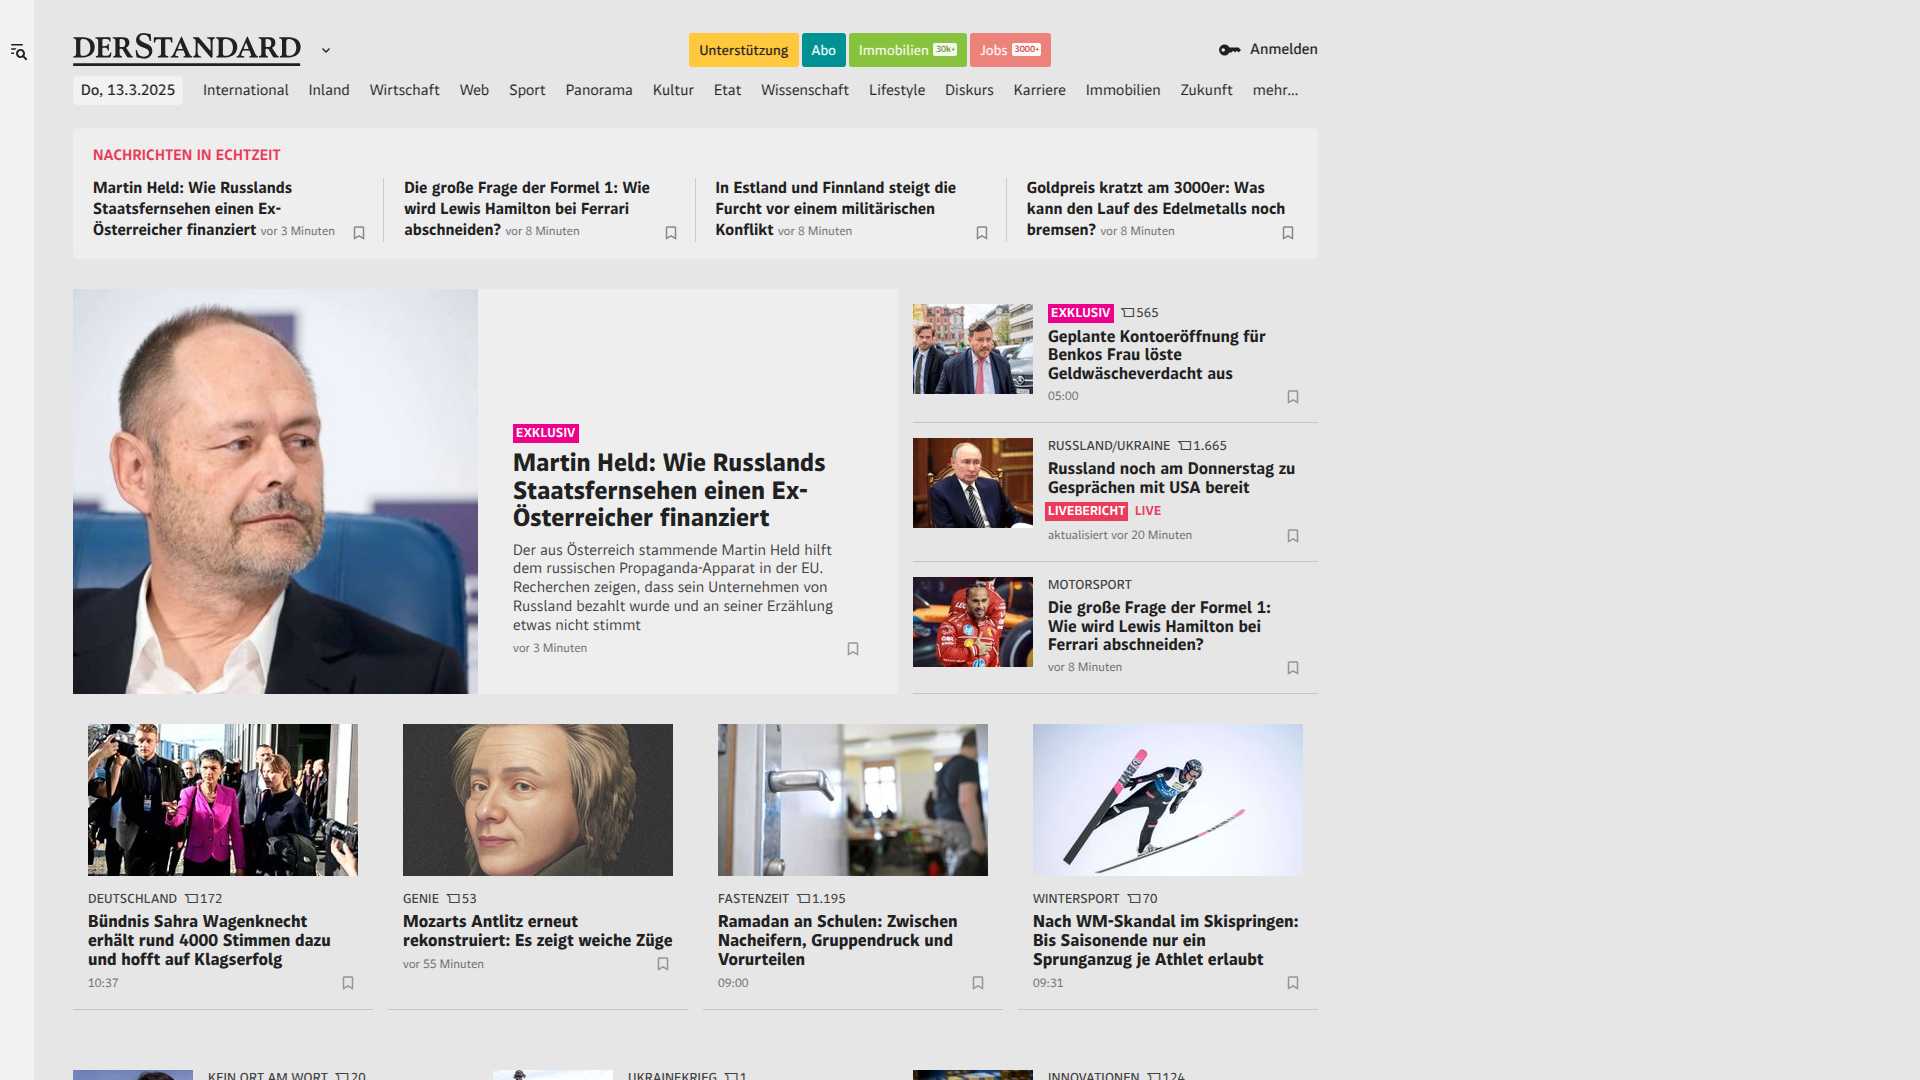 DERSTANDARD
Unterstützung
Abo
Immobilien 30k+
Jobs 3000+
Anmelden
Do, 13.3.2025
International
Inland
Wirtschaft
Web
Sport
Panorama
Kultur
Etat
Wissenschaft
Lifestyle
Diskurs
Karriere
Immobilien
Zukunft
mehr...
NACHRICHTEN IN ECHTZEIT
Martin Held: Wie Russlands
Staatsfernsehen einen Ex-
Österreicher finanziert vor 3 Minuten
Die große Frage der Formel 1: Wie
wird Lewis Hamilton bei Ferrari
abschneiden? vor 8 Minuten
In Estland und Finnland steigt die
Furcht vor einem militärischen
Konflikt vor 8 Minuten
Goldpreis kratzt am 3000er: Was
kann den Lauf des Edelmetalls noch
bremsen? vor 8 Minuten
EXKLUSIV
Martin Held: Wie Russlands
Staatsfernsehen einen Ex-
Österreicher finanziert
Der aus Österreich stammende Martin Held hilft
dem russischen Propaganda-Apparat in der EU.
Recherchen zeigen, dass sein Unternehmen von
Russland bezahlt wurde und an seiner Erzählung
etwas nicht stimmt
vor 3 Minuten
EXKLUSIV 565
Geplante Kontoeröffnung für
Benkos Frau löste
Geldwäscheverdacht aus
05:00
RUSSLAND/UKRAINE 1.665
Russland noch am Donnerstag zu
Gesprächen mit USA bereit
LIVEBERICHT LIVE
aktualisiert vor 20 Minuten
MOTORSPORT
Die große Frage der Formel 1:
Wie wird Lewis Hamilton bei
Ferrari abschneiden?
vor 8 Minuten
DEUTSCHLAND 172
Bündnis Sahra Wagenknecht
erhält rund 4000 Stimmen dazu
und hofft auf Klagserfolg
10:37
GENIE 53
Mozarts Antlitz erneut
rekonstruiert: Es zeigt weiche Züge
vor 55 Minuten
FASTENZEIT 1.195
Ramadan an Schulen: Zwischen
Nacheifern, Gruppendruck und
Vorurteilen
09:00
WINTERSPORT 70
Nach WM-Skandal im Skispringen:
Bis Saisonende nur ein
Sprunganzug je Athlet erlaubt
09:31
KEIN ORT AM WORT 20
UKRAINEKRIEG 1
INNOVATIONEN 124